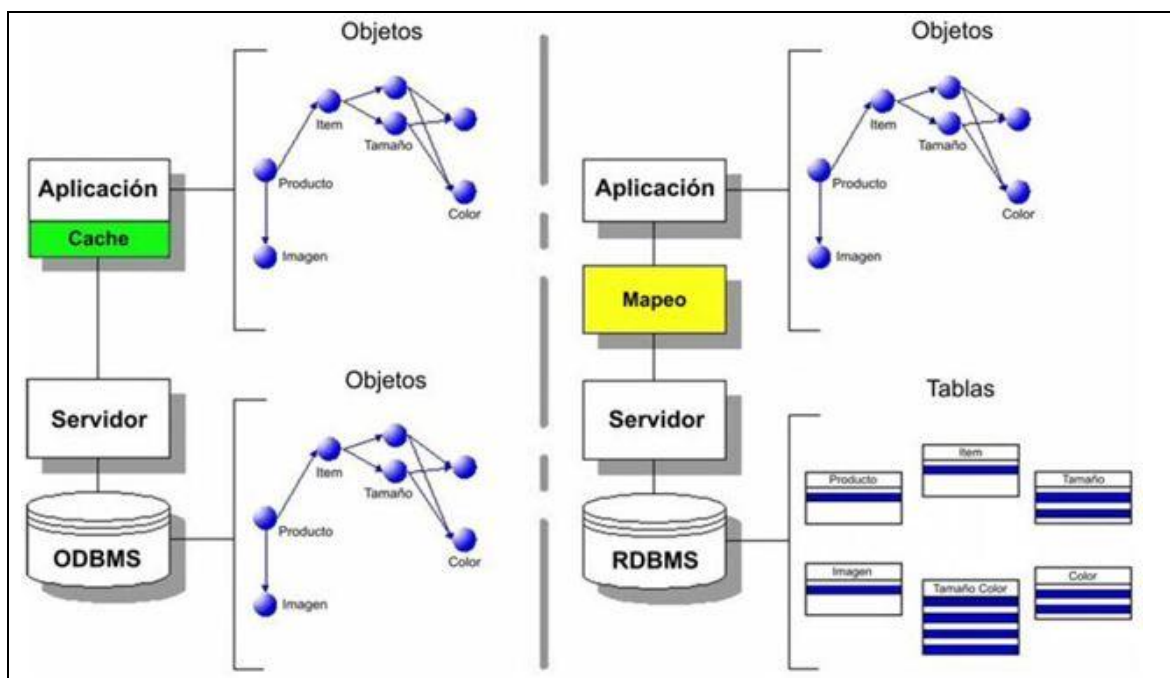 Objetos
Item
Tamaño
Producto
Color
Imagen
Aplicación
Cache
Servidor
ODBMS
Objetos
Item
Tamaño
Producto
Color
Imagen
Objetos
Item
Tamaño
Producto
Color
Imagen
Aplicación
Mapeo
Servidor
RDBMS
Tablas
Item
Producto
Tamaño
Imagen
Tamaño Color
Color